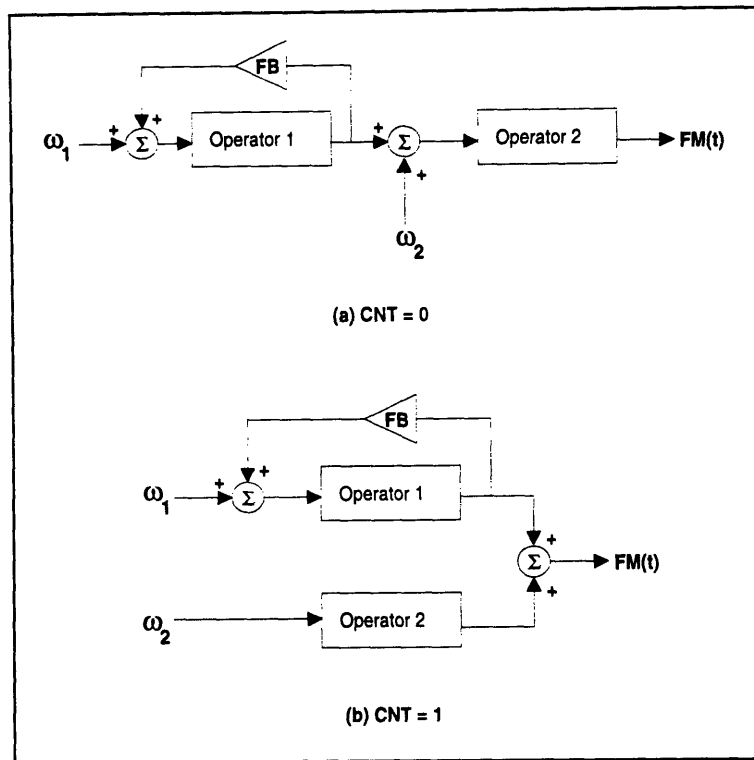 FB
+
+
ω1
+
Σ
Operator 1
+
Σ
+
Operator 2
FM(t)
ω2
(a) CNT = 0
FB
+
+
ω1
Σ
Operator 1
+
Σ
FM(t)
+
ω2
Operator 2
(b) CNT = 1